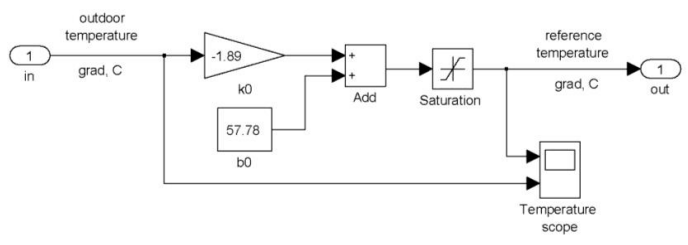 outdoor
temperature
1
in
grad, C
-1.89
k0
57.78
b0
+
+
Add
Saturation
reference
temperature
grad, C
1
out
Temperature
scope